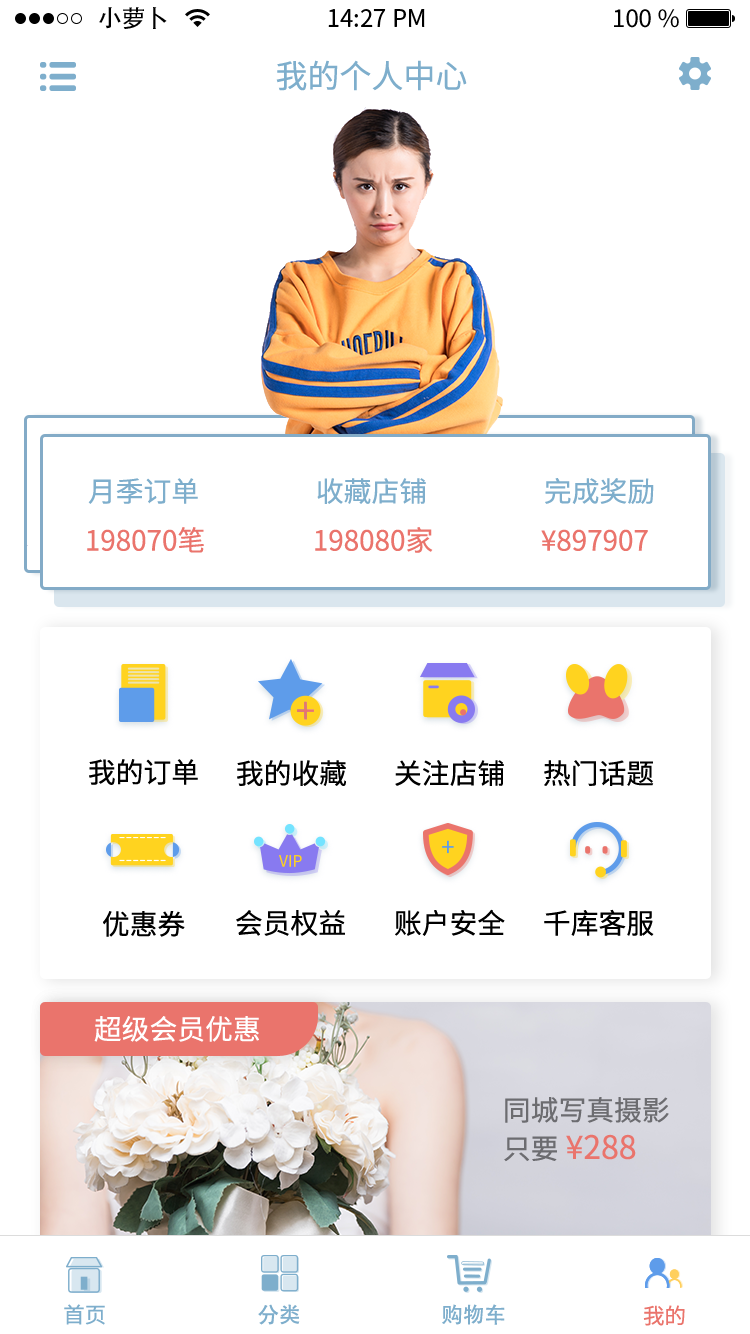 小萝卜 14:27 PM 100 %
我的个人中心
月季订单 收藏店铺 完成奖励
198070笔 198080家 ¥897907
我的订单 我的收藏 关注店铺 热门话题
VIP
优惠券 会员权益 账户安全 千库客服
超级会员优惠
同城写真摄影
只要 ¥288
首页 分类 购物车 我的